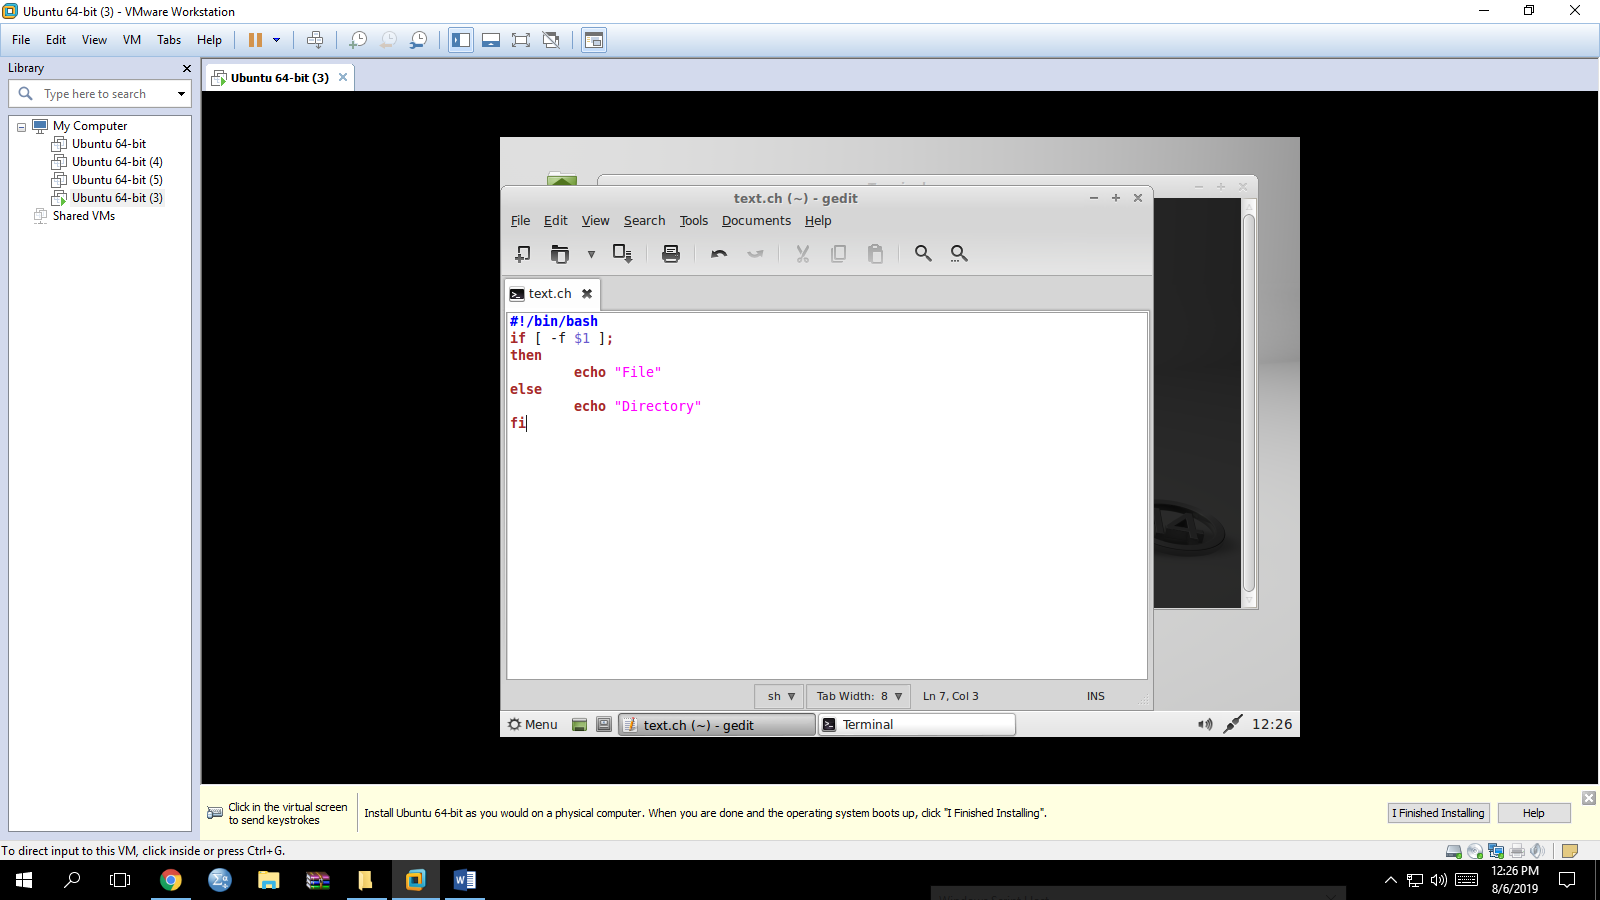 Ubuntu 64-bit (3) - VMware Workstation
File Edit View VM Tabs Help
Library
Type here to search
My Computer
Ubuntu 64-bit
Ubuntu 64-bit (4)
Ubuntu 64-bit (5)
Ubuntu 64-bit (3)
Shared VMs
Ubuntu 64-bit (3)
text.ch (~) - gedit
File Edit View Search Tools Documents Help
text.ch
#!/bin/bash
if [ -f $1 ];
then
echo "File"
else
echo "Directory"
fi
sh Tab Width: 8 Ln 7, Col 3 INS
Menu text.ch (~) - gedit Terminal 12:26
Click in the virtual screen
to send keystrokes
Install Ubuntu 64-bit as you would on a physical computer. When you are done and the operating system boots up, click "I Finished Installing".
I Finished Installing Help
To direct input to this VM, click inside or press Ctrl+G.
12:26 PM
8/6/2019